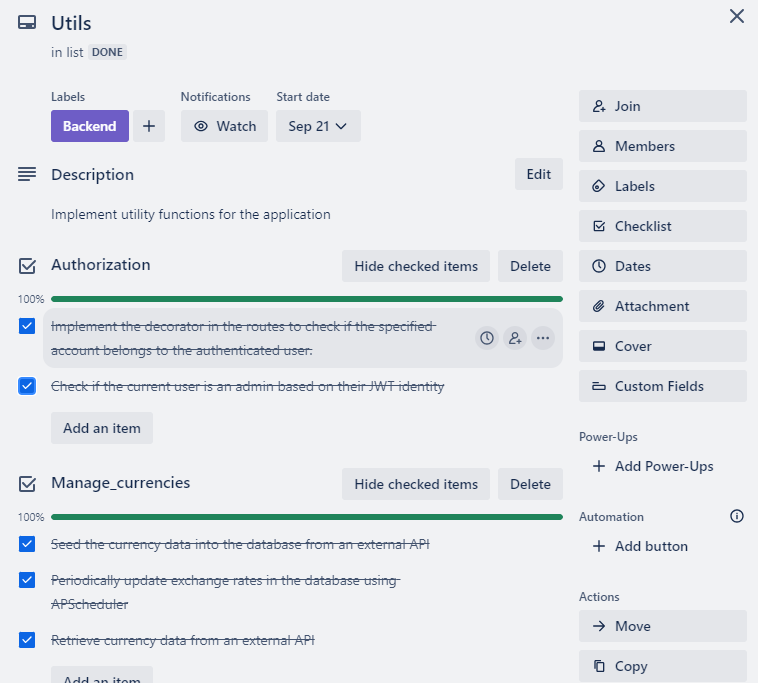 Utils
in list DONE
Labels
Notifications
Start date
Backend
Watch
Sep 21
Description
Edit
Implement utility functions for the application
Authorization
Hide checked items
Delete
100%
Implement the decorator in the routes to check if the specified
account belongs to the authenticated user.
Check if the current user is an admin based on their JWT identity
Add an item
Manage_currencies
Hide checked items
Delete
100%
Seed the currency data into the database from an external API
Periodically update exchange rates in the database using
APScheduler
Retrieve currency data from an external API
Add an item
Join
Members
Labels
Checklist
Dates
Attachment
Cover
Custom Fields
Power-Ups
Add Power-Ups
Automation
Add button
Actions
Move
Copy